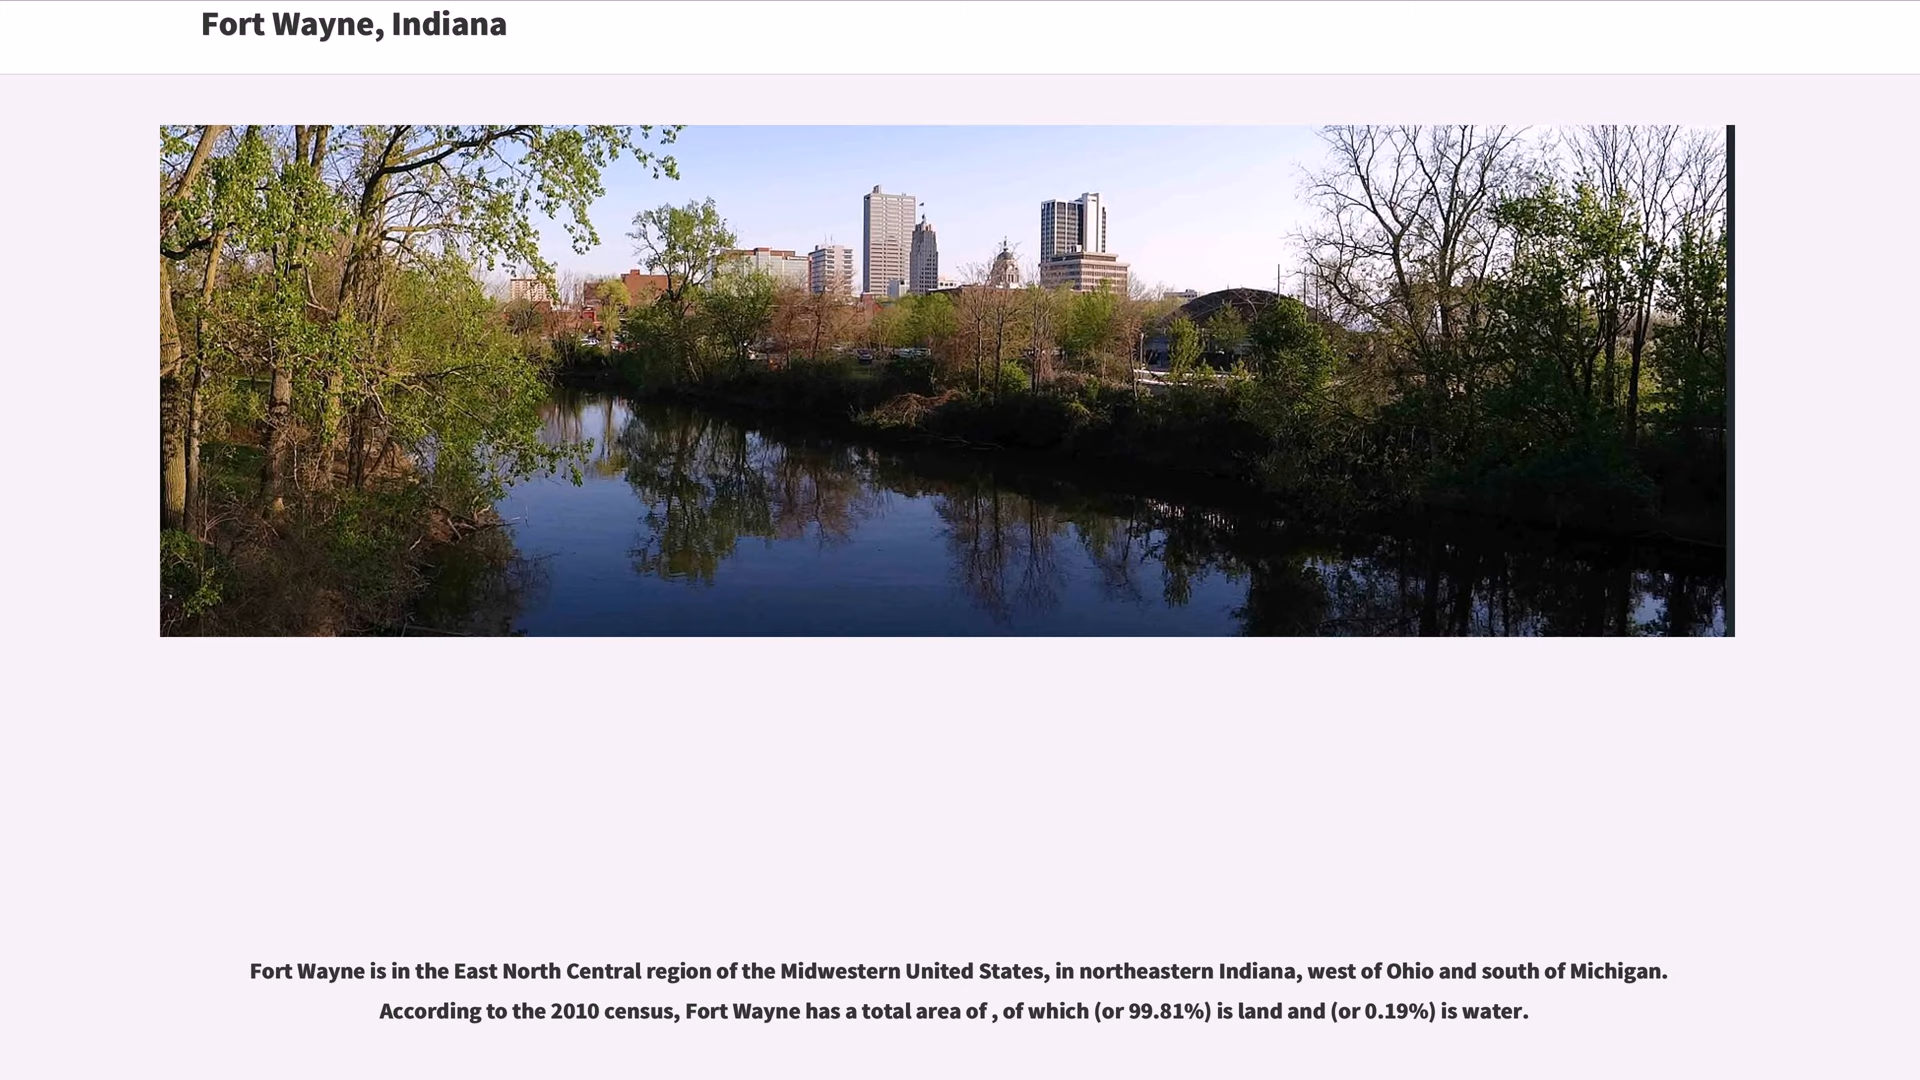 Fort Wayne, Indiana
Fort Wayne is in the East North Central region of the Midwestern United States, in northeastern Indiana, west of Ohio and south of Michigan.
According to the 2010 census, Fort Wayne has a total area of , of which (or 99.81%) is land and (or 0.19%) is water.